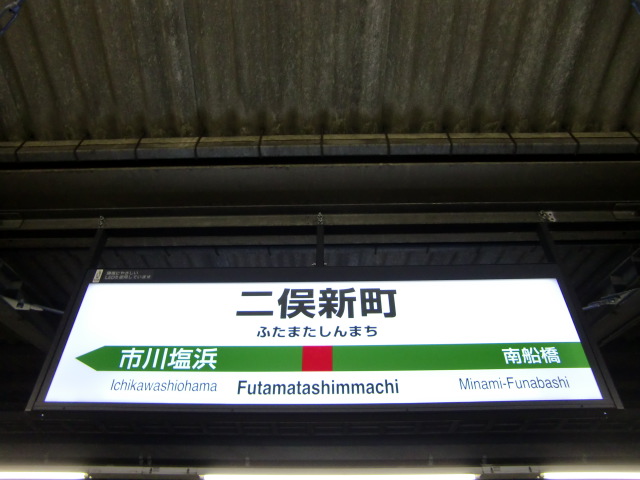 二俣新町
ふたまたしんまち
市川塩浜 南船橋
Ichikawashiohama Futamatashimmachi Minami-Funabashi